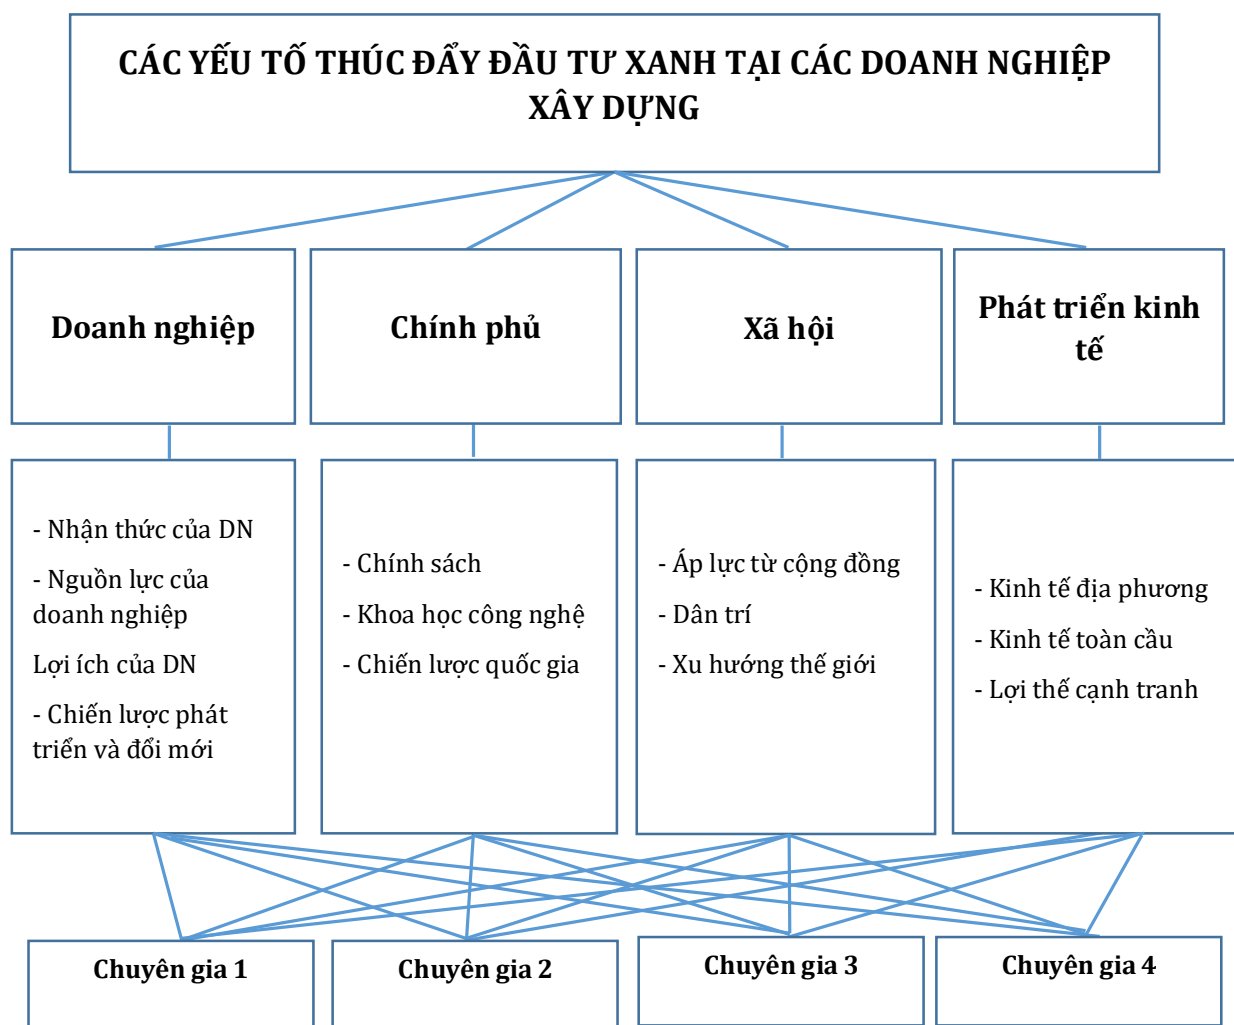 CÁC YẾU TỐ THÚC ĐẨY ĐẦU TƯ XANH TẠI CÁC DOANH NGHIỆP
XÂY DỰNG
Doanh nghiệp
Chính phủ
Xã hội
Phát triển kinh
tế
- Nhận thức của DN
- Nguồn lực của
doanh nghiệp
Lợi ích của DN
- Chiến lược phát
triển và đổi mới
- Chính sách
- Khoa học công nghệ
- Chiến lược quốc gia
- Áp lực từ cộng đồng
- Dân trí
- Xu hướng thế giới
- Kinh tế địa phương
- Kinh tế toàn cầu
- Lợi thế cạnh tranh
Chuyên gia 1
Chuyên gia 2
Chuyên gia 3
Chuyên gia 4